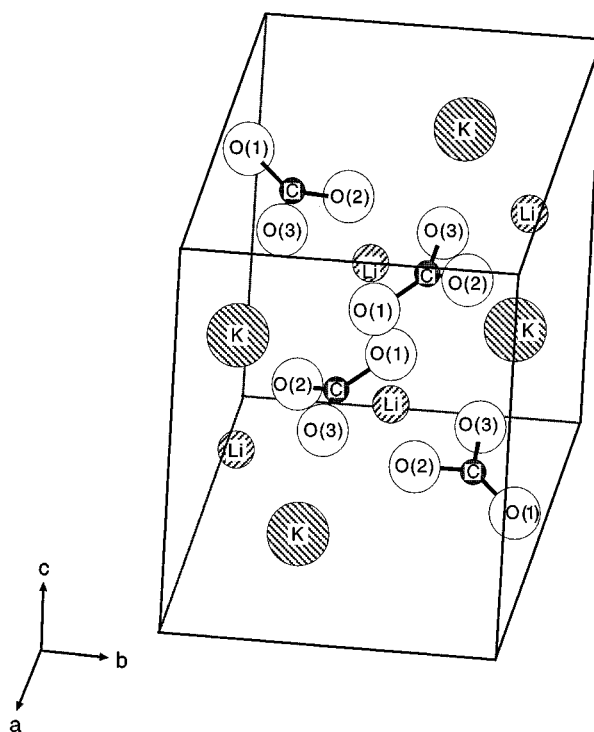 K
O(1)
C
O(2)
Li
O(3)
O(3)
Li
C
O(2)
O(1)
K
K
O(1)
O(2)
C
Li
O(3)
O(3)
Li
O(2)
C
O(1)
K
c
b
a